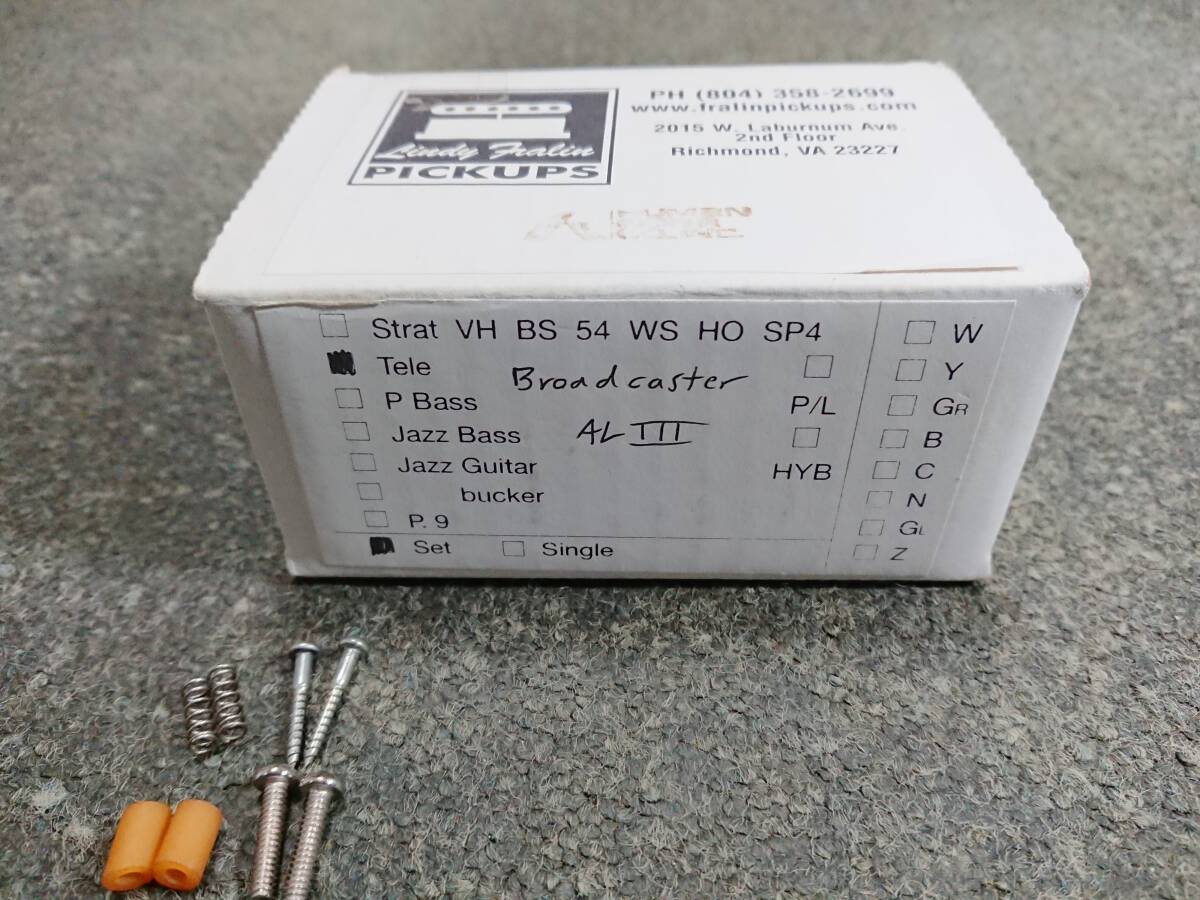 Lindy Fralin
PICKUPS
PH (804) 358-2699
www.fralinpickups.com
2015 W. Laburnum Ave.
2nd Floor
Richmond, VA 23227
Strat VH BS 54 WS HO SP4
Tele
Broadcaster
P Bass
P/L
Jazz Bass
AL III
Jazz Guitar
HYB
bucker
P. 9
Set Single
W
Y
GR
B
C
N
GL
Z